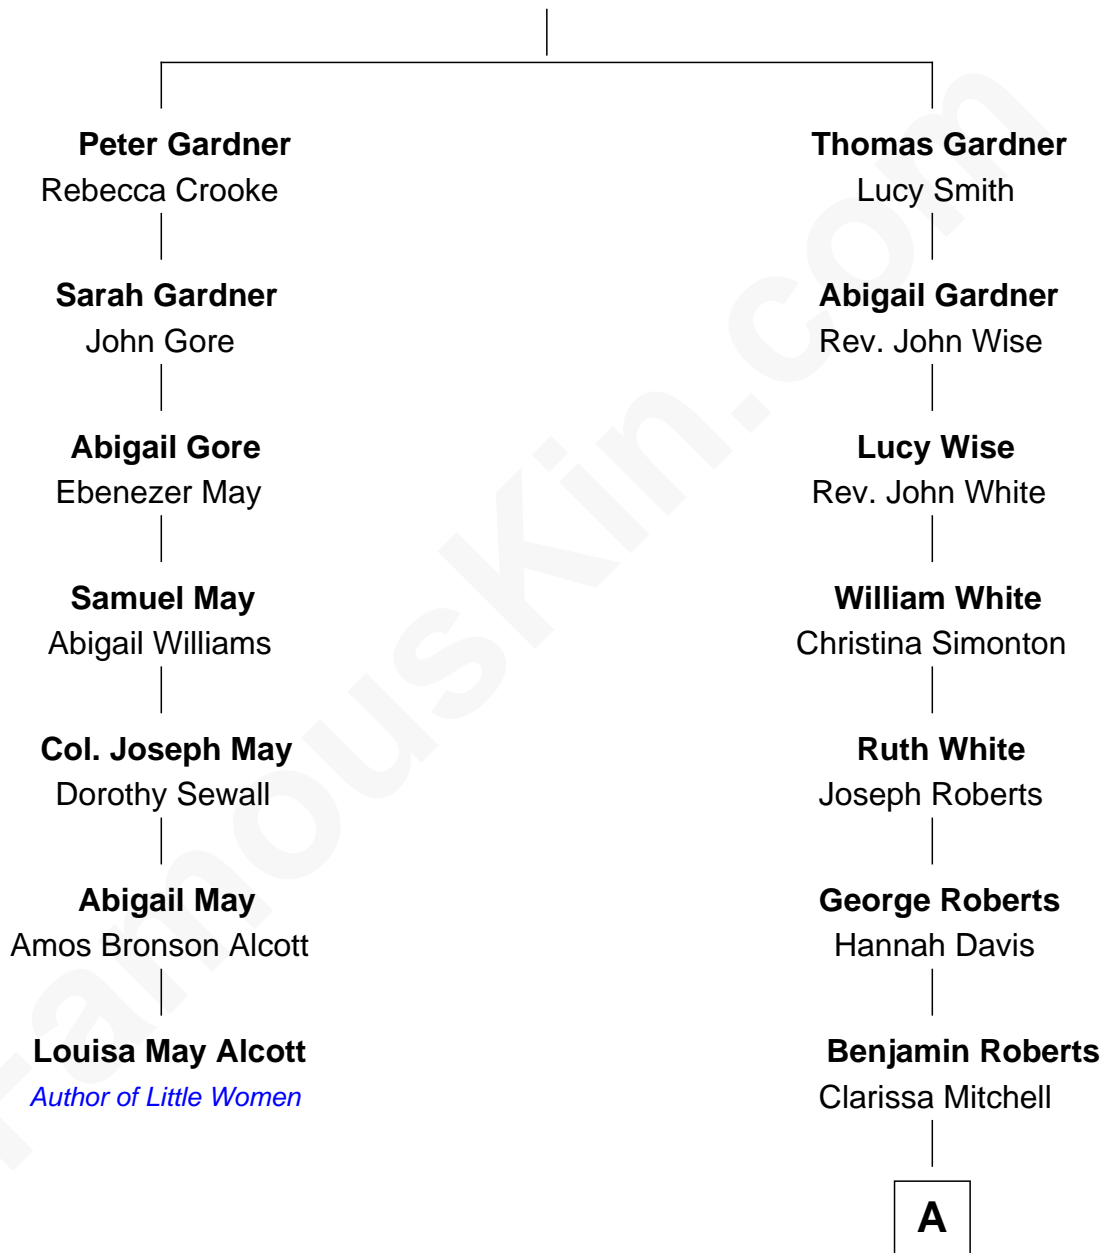 Peter Gardner
Rebecca Crooke
Sarah Gardner
John Gore
Abigail Gore
Ebenezer May
Samuel May
Abigail Williams
Col. Joseph May
Dorothy Sewall
Abigail May
Amos Bronson Alcott
Louisa May Alcott
Author of Little Women
Thomas Gardner
Lucy Smith
Abigail Gardner
Rev. John Wise
Lucy Wise
Rev. John White
William White
Christina Simonton
Ruth White
Joseph Roberts
George Roberts
Hannah Davis
Benjamin Roberts
Clarissa Mitchell
A
FamousKin.com